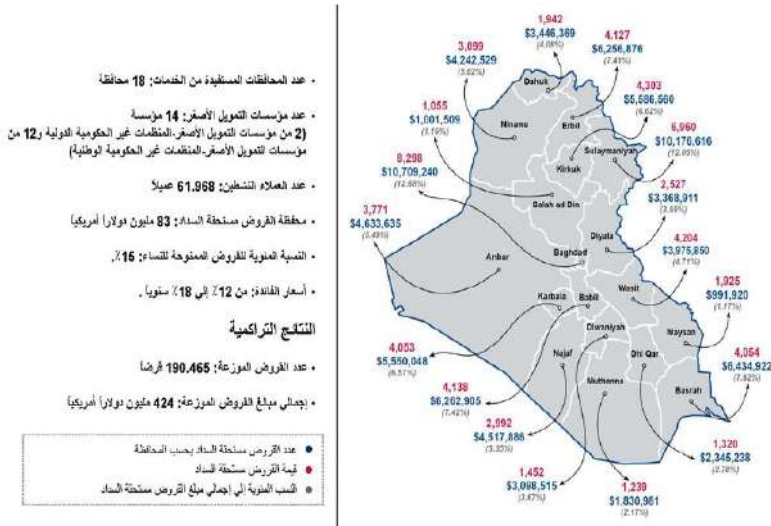 • عدد المحافظات المستفيدة من الخدمات: 18 محافظة
• عدد مؤسسات التمويل الأصغر: 14 مؤسسة
(2 من مؤسسات التمويل الأصغر-المنظمات غير الحكومية الدولية و12 من
مؤسسات التمويل الأصغر-المنظمات غير الحكومية الوطنية)
• عدد العملاء النشطين: 61.968 عميلاً
• محفظة القروض مستحقة السداد: 83 مليون دولاراً أمريكياً
• النسبة المئوية للقروض الممنوحة للنساء: 15٪.
• أسعار الفائدة: من 12٪ إلى 18٪ سنوياً .
النتائج التراكمية
• عدد القروض الموزعة: 190.465 قرضاً
• إجمالي مبالغ القروض الموزعة: 424 مليون دولاراً أمريكياً
عدد القروض مستحقة السداد بحسب المحافظة
قيمة القروض مستحقة السداد
النسب المئوية إلى إجمالي مبلغ القروض مستحقة السداد
1,942
$3,446,369
(4.08%)
4,127
$6,256,876
(7.41%)
3,099
$4,242,529
(5.02%)
4,303
$5,586,560
(6.62%)
1,055
$1,001,509
(1.19%)
6,960
$10,176,616
(12.05%)
8,298
$10,709,240
(12.68%)
2,527
$3,368,911
(3.99%)
3,771
$4,633,635
(5.49%)
4,204
$3,975,850
(4.71%)
1,925
$991,920
(1.17%)
4,053
$5,550,048
(6.57%)
4,054
$6,434,922
(7.62%)
4,138
$6,262,905
(7.42%)
2,992
$4,517,886
(5.35%)
1,320
$2,345,238
(2.78%)
1,452
$3,098,515
(3.67%)
1,239
$1,830,981
(2.17%)
Dahuk
Ninawa
Erbil
Sulaymaniyah
Kirkuk
Salah ad Din
Diyala
Anbar
Baghdad
Wasit
Karbala
Babil
Diwaniyah
Maysan
Najaf
Dhi Qar
Muthanna
Basrah